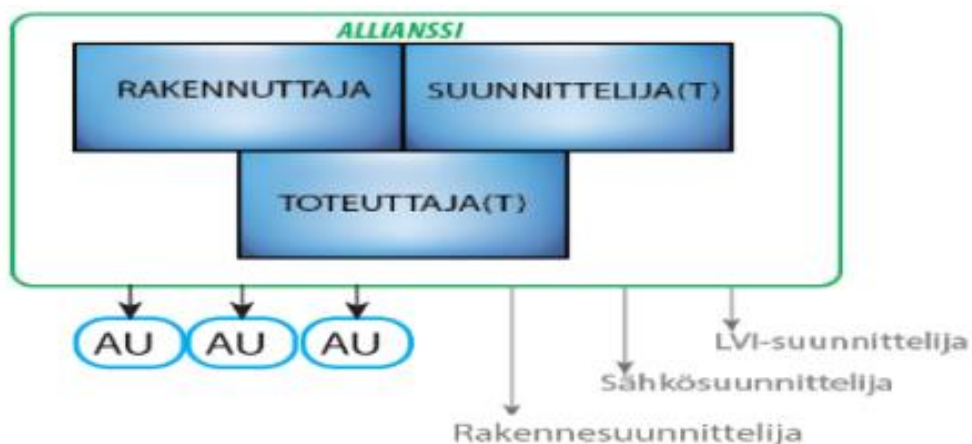 ALLIANSSI
RAKENNUTTAJA
SUUNNITTELIJA(T)
TOTEUTTAJA(T)
AU
AU
AU
LVI-suunnittelija
Sähkösuunnittelija
Rakennesuunnittelija